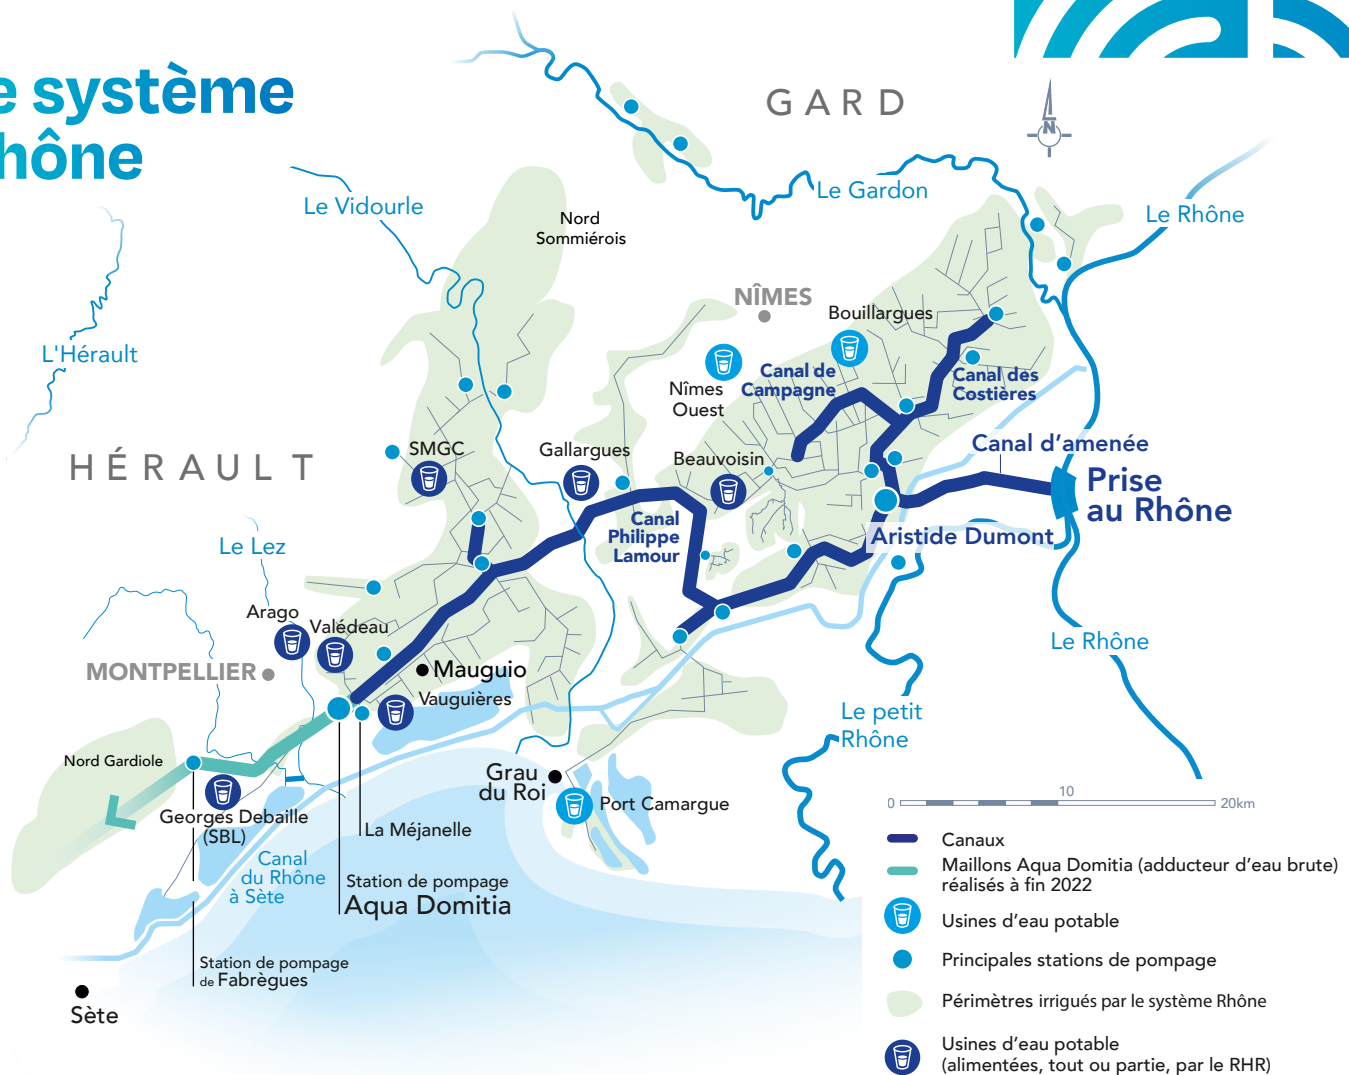 e système
hône
GARD
N
Le Gardon
Le Rhône
Le Vidourle
Nord
Sommiérois
NÎMES
Bouillargues
L'Hérault
Nîmes
Ouest
Canal de
Campagne
Canal des
Costières
HÉRAULT
SMGC
Gallargues
Beauvoisin
Canal d’amenée
Prise
au Rhône
Canal
Philippe
Lamour
Aristide Dumont
Le Lez
Arago
Valédeau
MONTPELLIER
Mauguio
Vauguières
Le Rhône
Le petit
Rhône
Nord Gardiole
Grau
du Roi
Port Camargue
Georges Debaille
(SBL)
La Méjanelle
Canal
du Rhône
à Sète
Station de pompage
Aqua Domitia
Station de pompage
de Fabrègues
Sète
0
10
20km
Canaux
Maillons Aqua Domitia (adducteur d’eau brute)
réalisés à fin 2022
Usines d’eau potable
Principales stations de pompage
Périmètres irrigués par le système Rhône
Usines d’eau potable
(alimentées, tout ou partie, par le RHR)